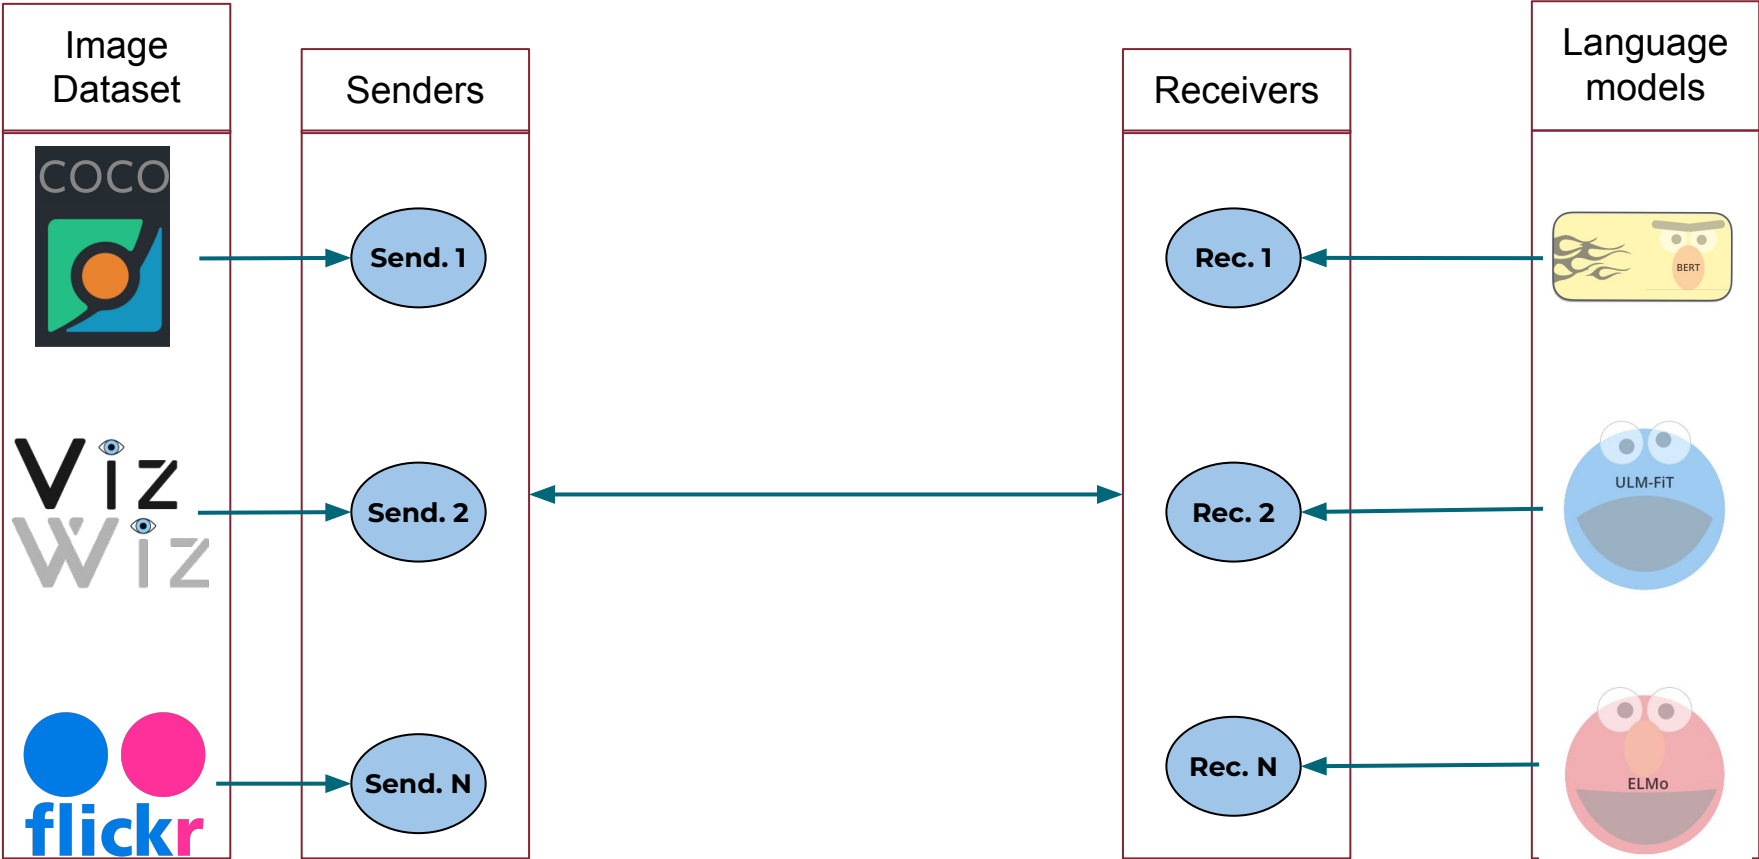 Image
Dataset
Senders
Receivers
Language
models
COCO
Send. 1
Rec. 1
BERT
Viz
Wiz
Send. 2
Rec. 2
ULM-FiT
flickr
Send. N
Rec. N
ELMo